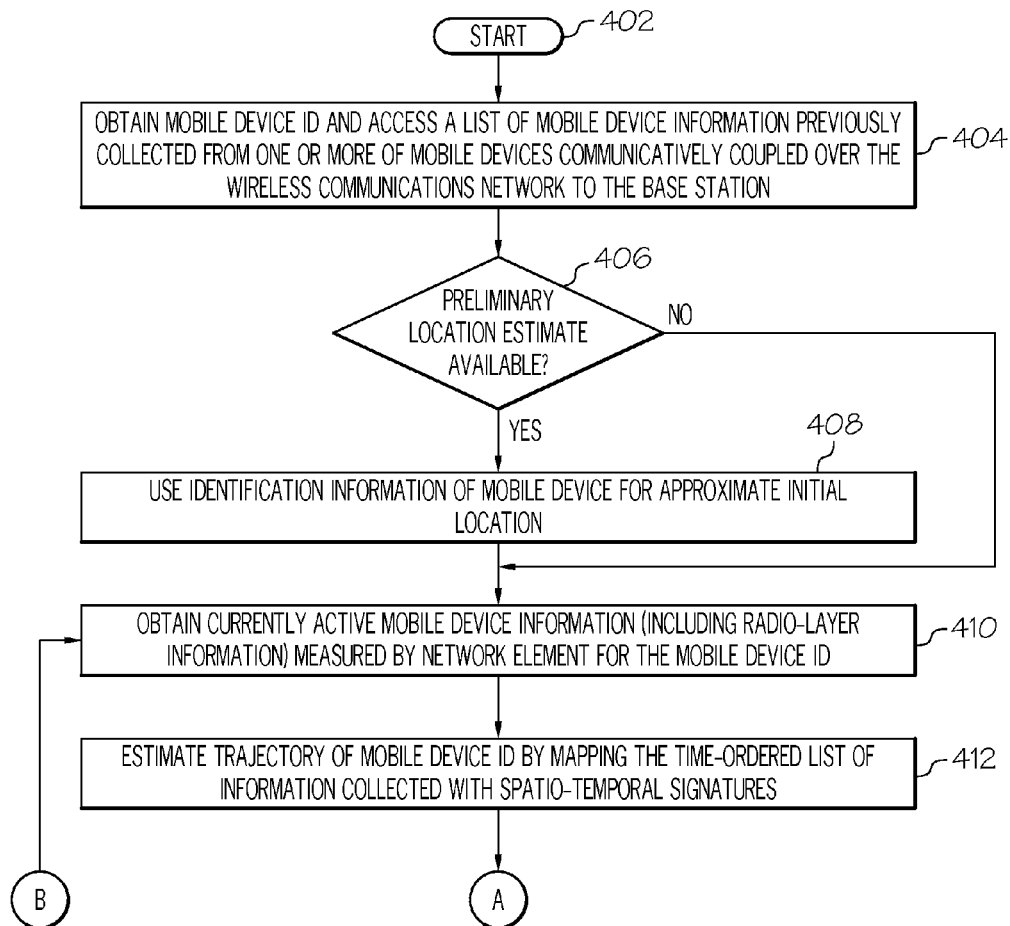 START
402
OBTAIN MOBILE DEVICE ID AND ACCESS A LIST OF MOBILE DEVICE INFORMATION PREVIOUSLY
COLLECTED FROM ONE OR MORE OF MOBILE DEVICES COMMUNICATIVELY COUPLED OVER THE
WIRELESS COMMUNICATIONS NETWORK TO THE BASE STATION
404
406
PRELIMINARY
LOCATION ESTIMATE
AVAILABLE?
NO
YES
408
USE IDENTIFICATION INFORMATION OF MOBILE DEVICE FOR APPROXIMATE INITIAL
LOCATION
OBTAIN CURRENTLY ACTIVE MOBILE DEVICE INFORMATION (INCLUDING RADIO-LAYER
INFORMATION) MEASURED BY NETWORK ELEMENT FOR THE MOBILE DEVICE ID
410
ESTIMATE TRAJECTORY OF MOBILE DEVICE ID BY MAPPING THE TIME-ORDERED LIST OF
INFORMATION COLLECTED WITH SPATIO-TEMPORAL SIGNATURES
412
B
A